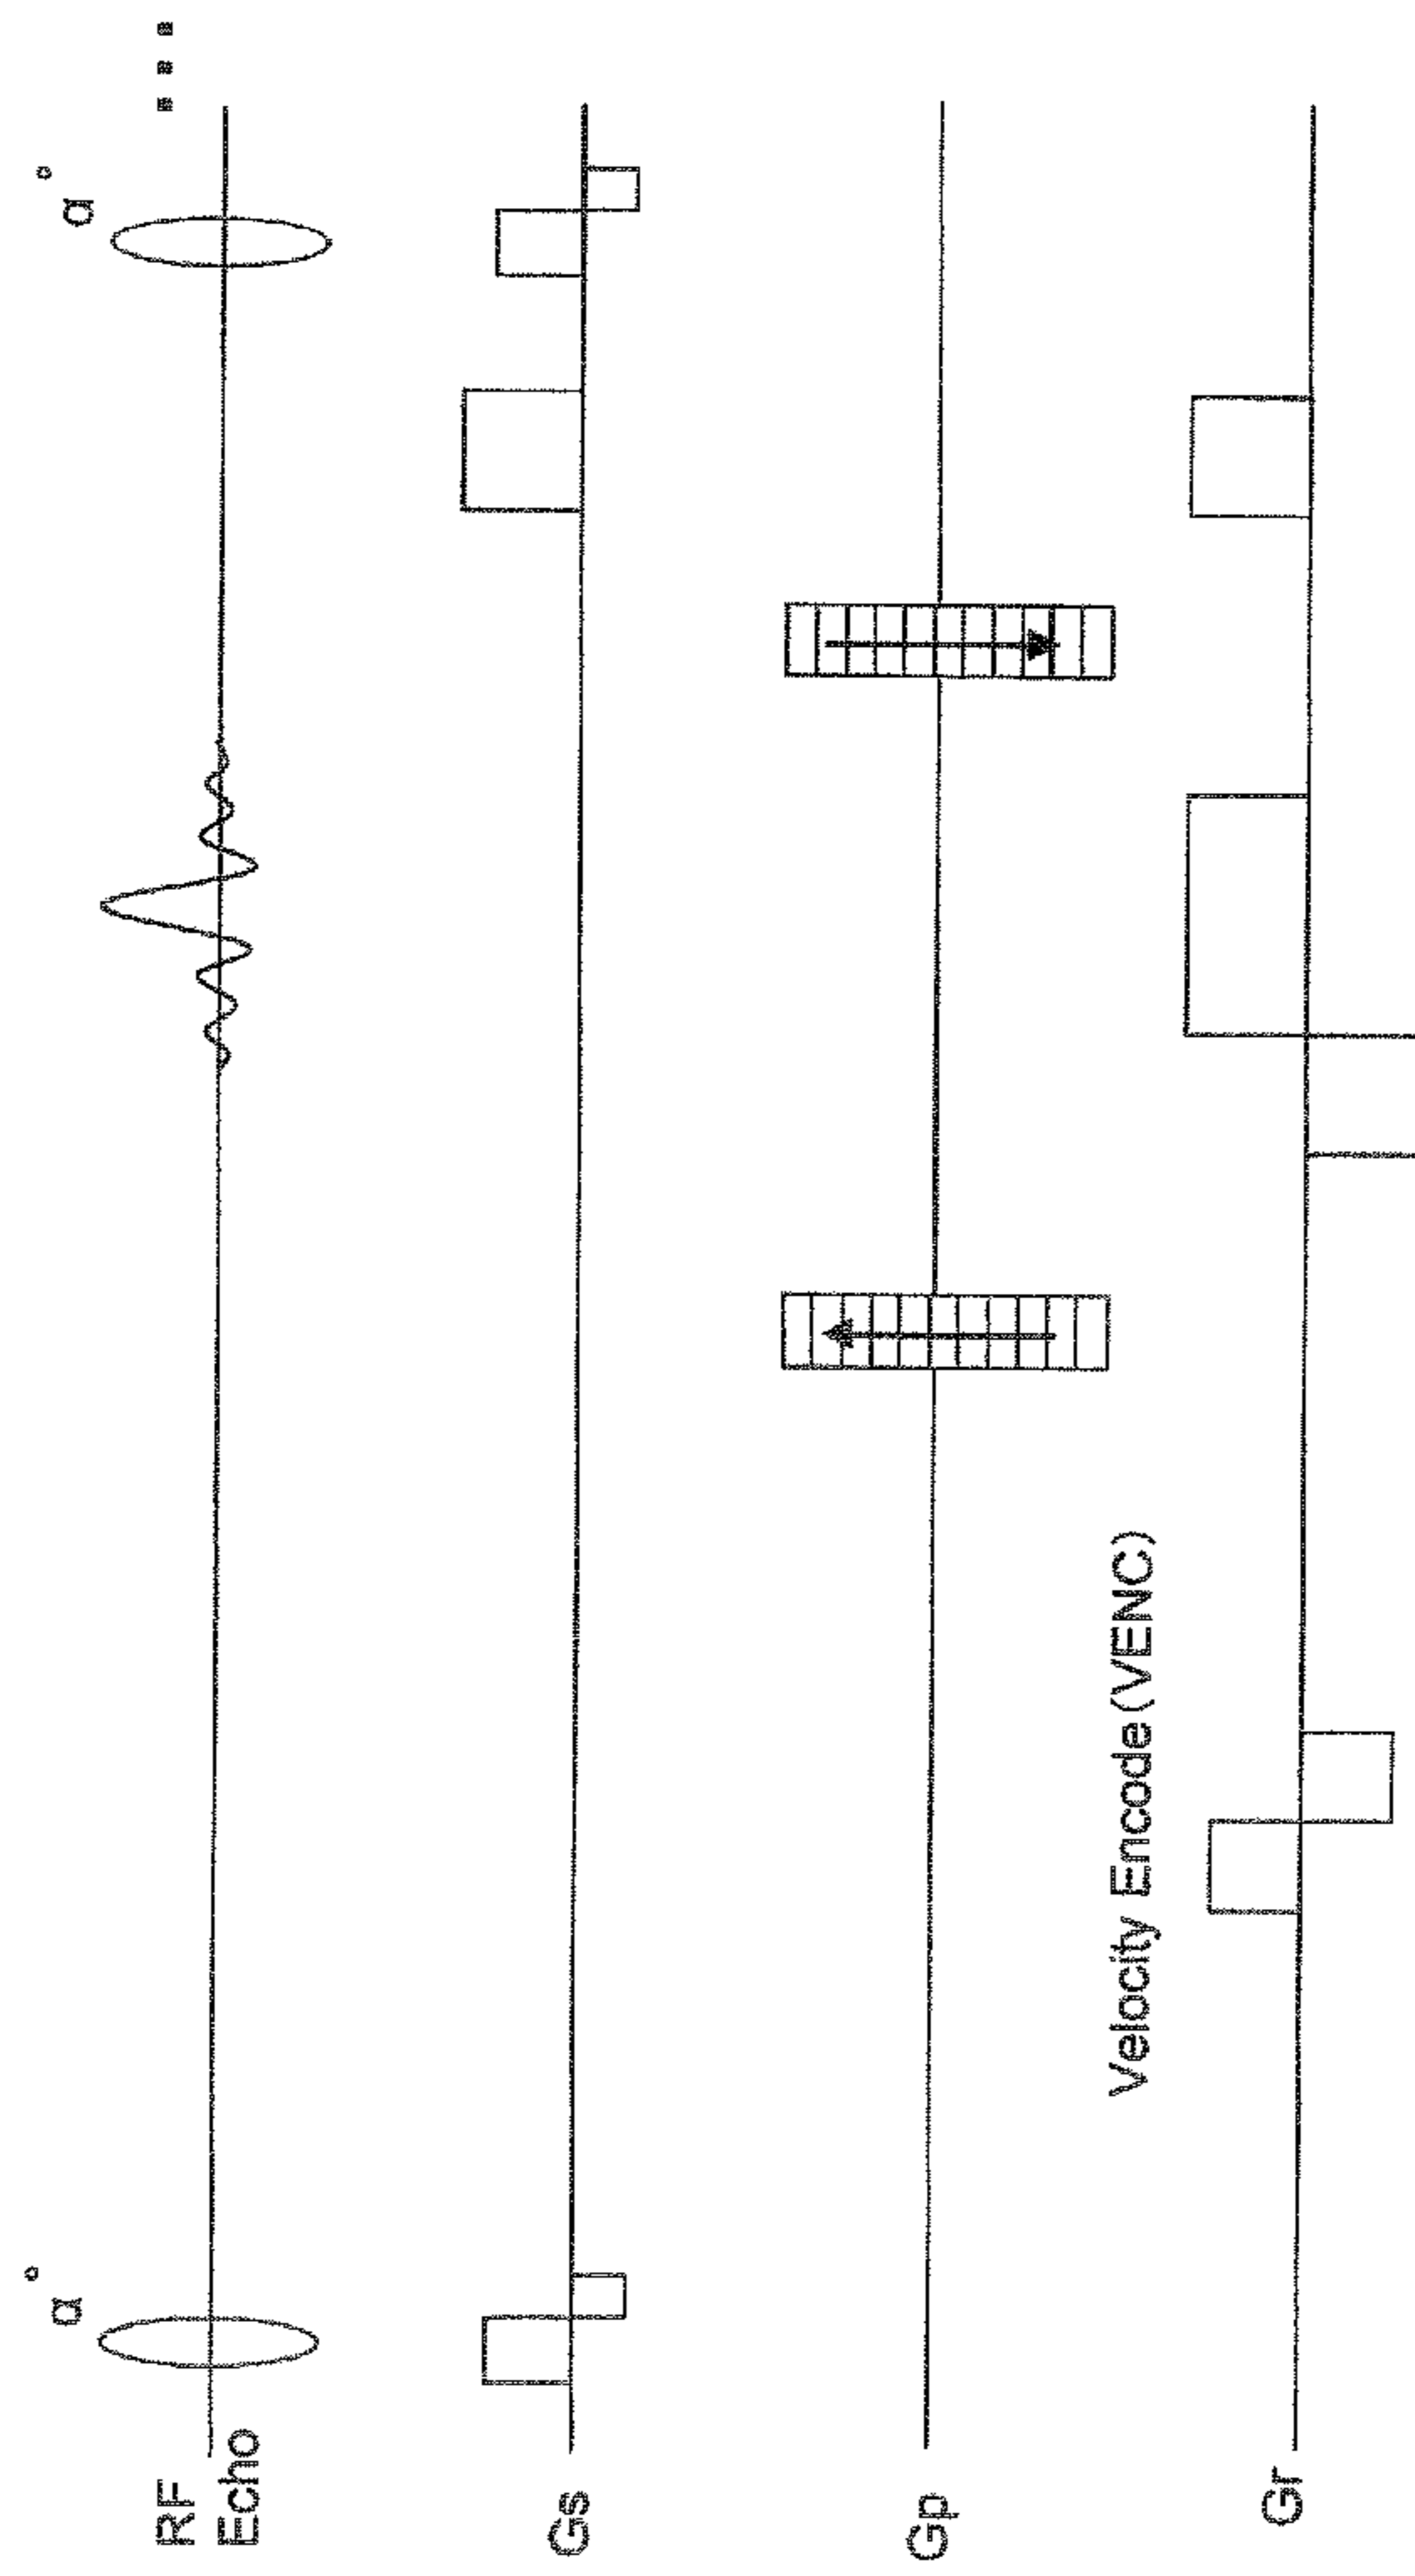 α°
α°
RF
Echo
Gs
Gp
Velocity Encode (VENC)
Gr